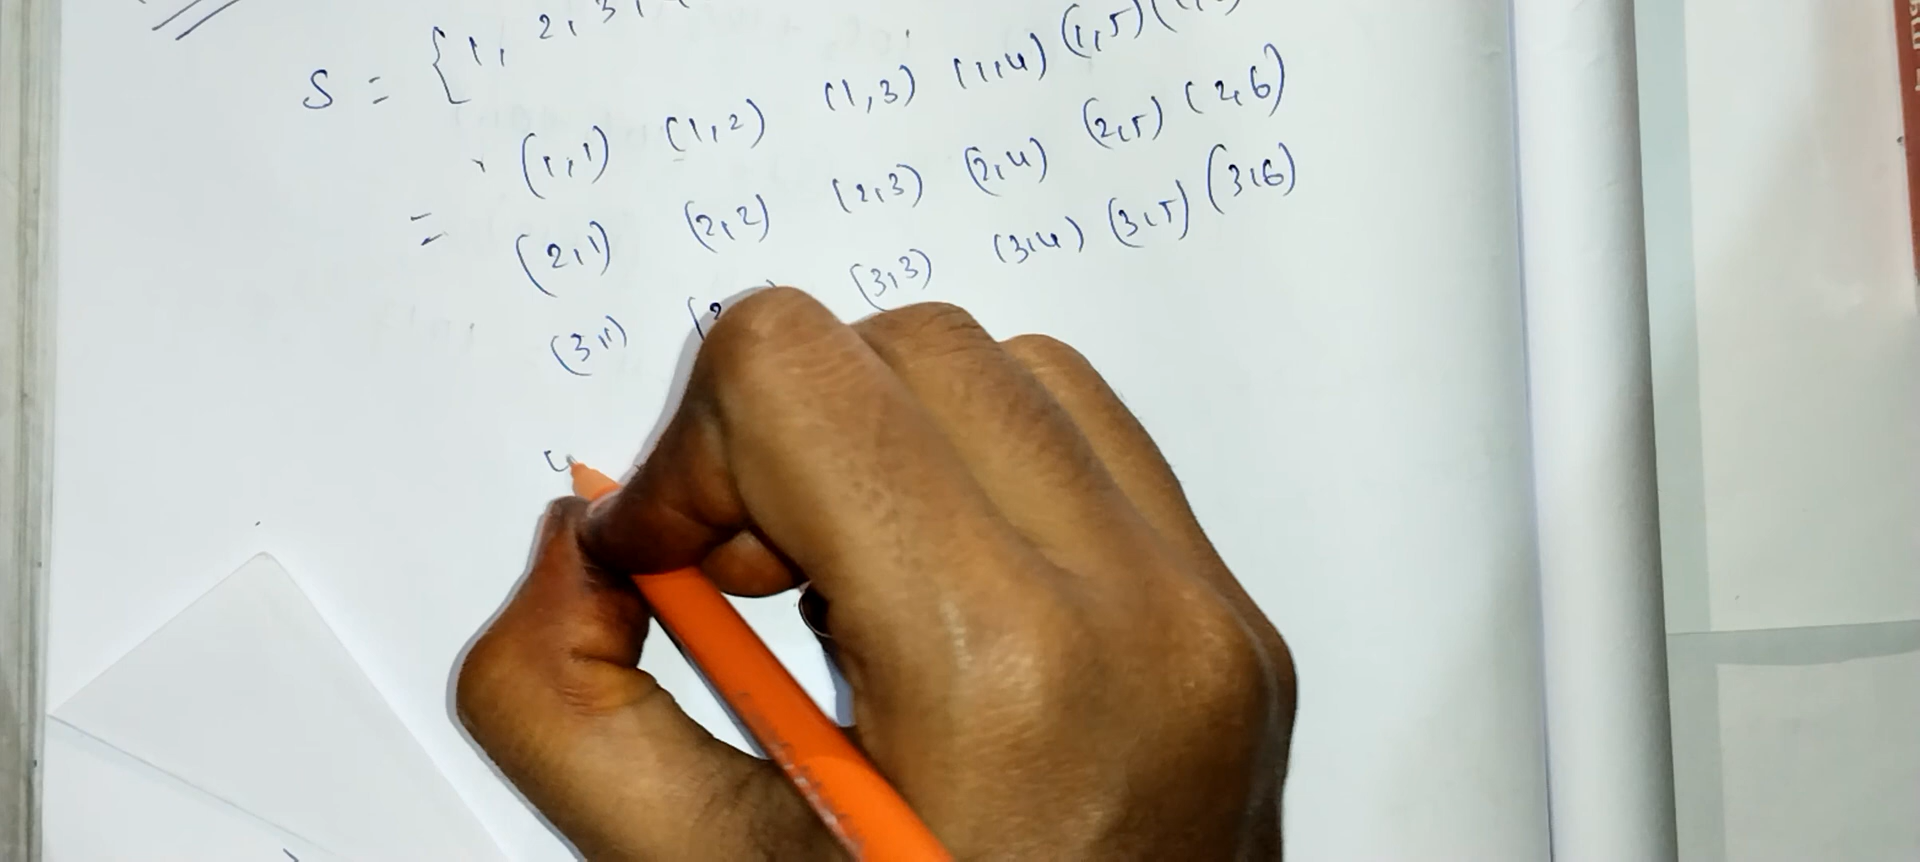 S = { 1, 2, 3,
(1,1) (1,2) (1,3) (1,4) (1,5)
= (2,1) (2,2) (2,3) (2,4) (2,5) (2,6)
(3,1) (3,3) (3,4) (3,5) (3,6)